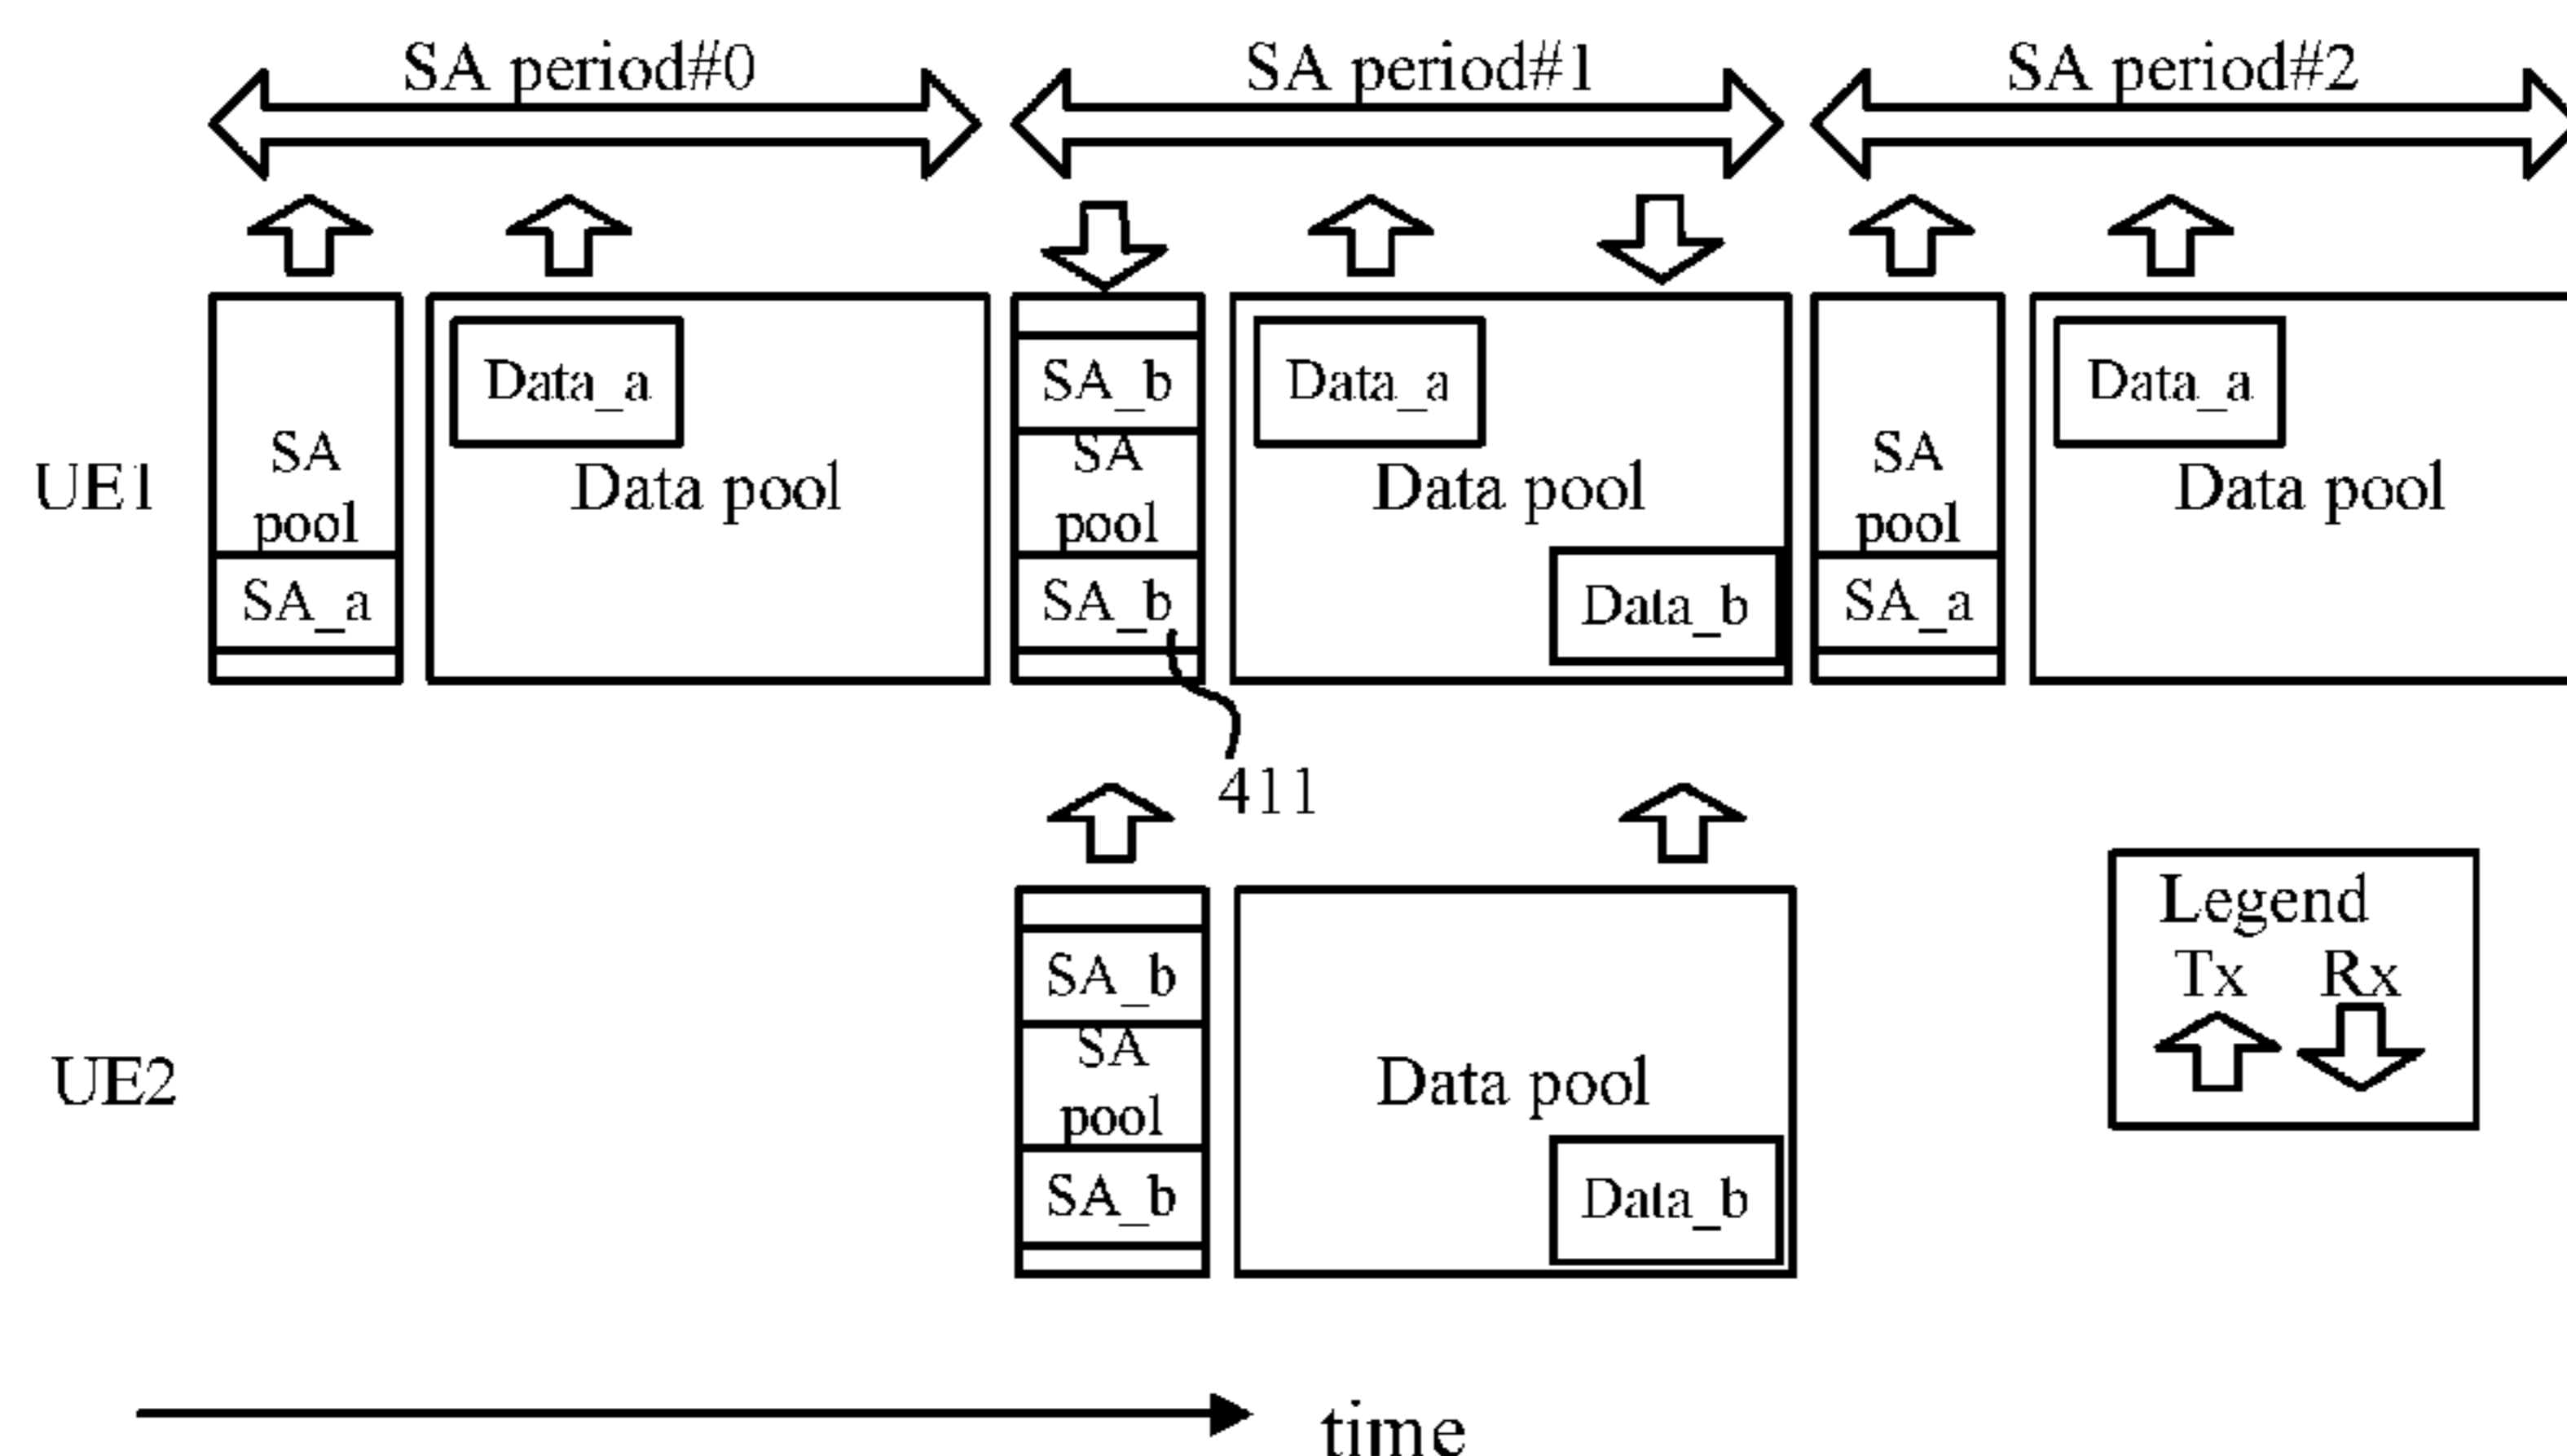 SA period#0
SA period#1
SA period#2
UE1
SA
pool
SA_a
Data_a
Data pool
SA_b
SA
pool
SA_b
Data_a
Data pool
Data_b
SA
pool
SA_a
Data_a
Data pool
411
UE2
SA_b
SA
pool
SA_b
Data pool
Data_b
Legend
Tx Rx
time